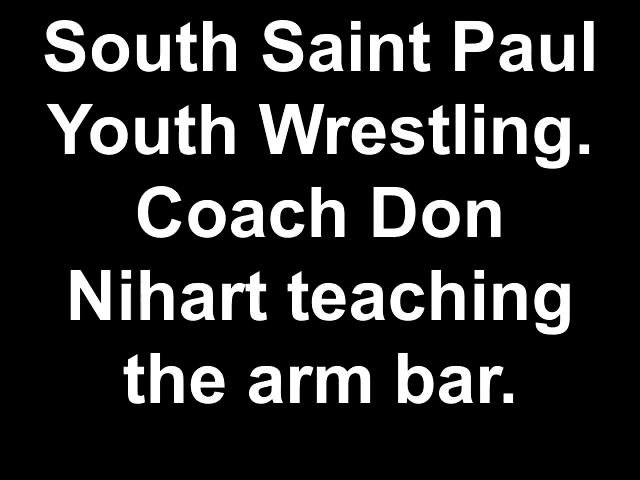 South Saint Paul
Youth Wrestling.
Coach Don
Nihart teaching
the arm bar.